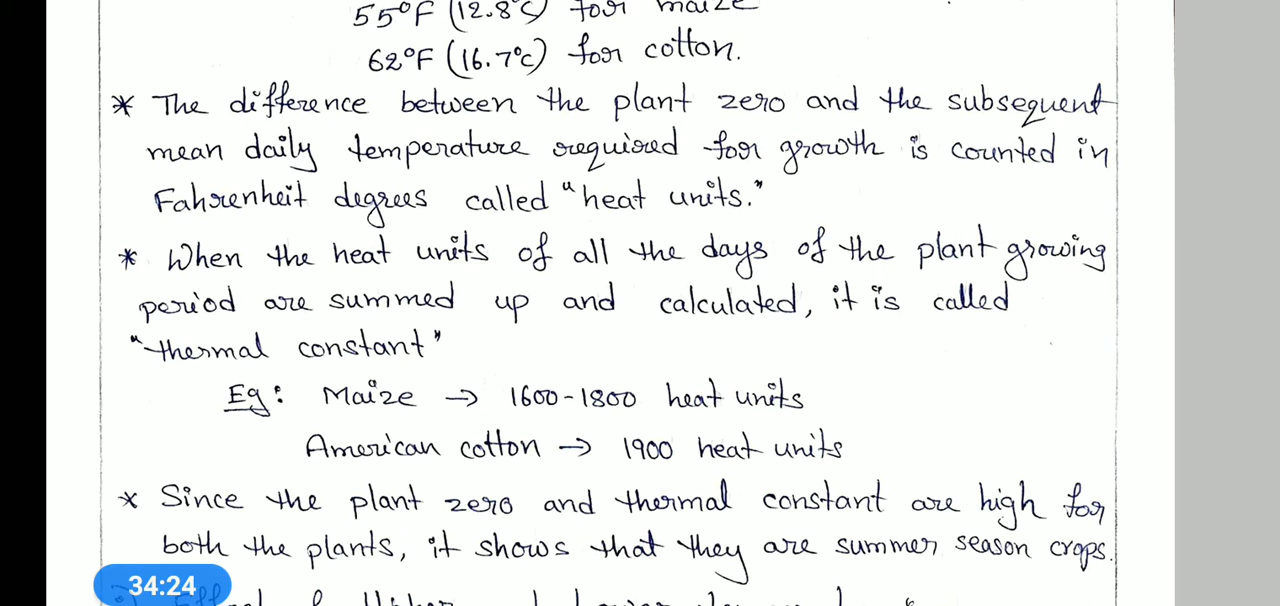 55°F (12.8°C) for maize
62°F (16.7°C) for cotton.
* The difference between the plant zero and the subsequent
mean daily temperature required for growth is counted in
Fahrenheit degrees called "heat units."
* When the heat units of all the days of the plant growing
period are summed up and calculated, it is called
"thermal constant"
Eg: Maize → 1600-1800 heat units
American cotton → 1900 heat units
* Since the plant zero and thermal constant are high for
both the plants, it shows that they are summer season crops.
34:24